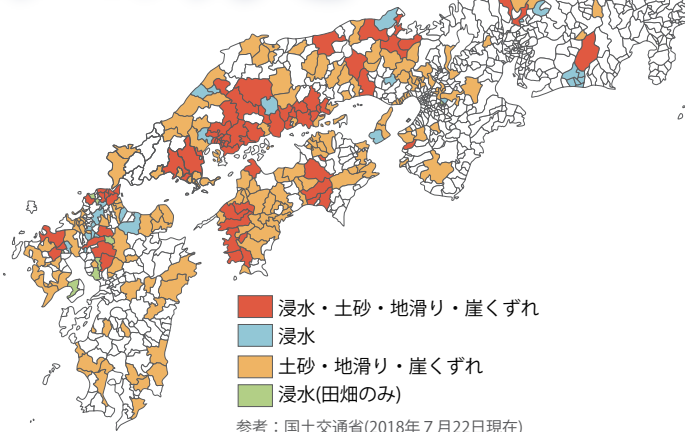 浸水・土砂・地滑り・崖くずれ
浸水
土砂・地滑り・崖くずれ
浸水(田畑のみ)
参考：国土交通省(2018年７月22日現在)